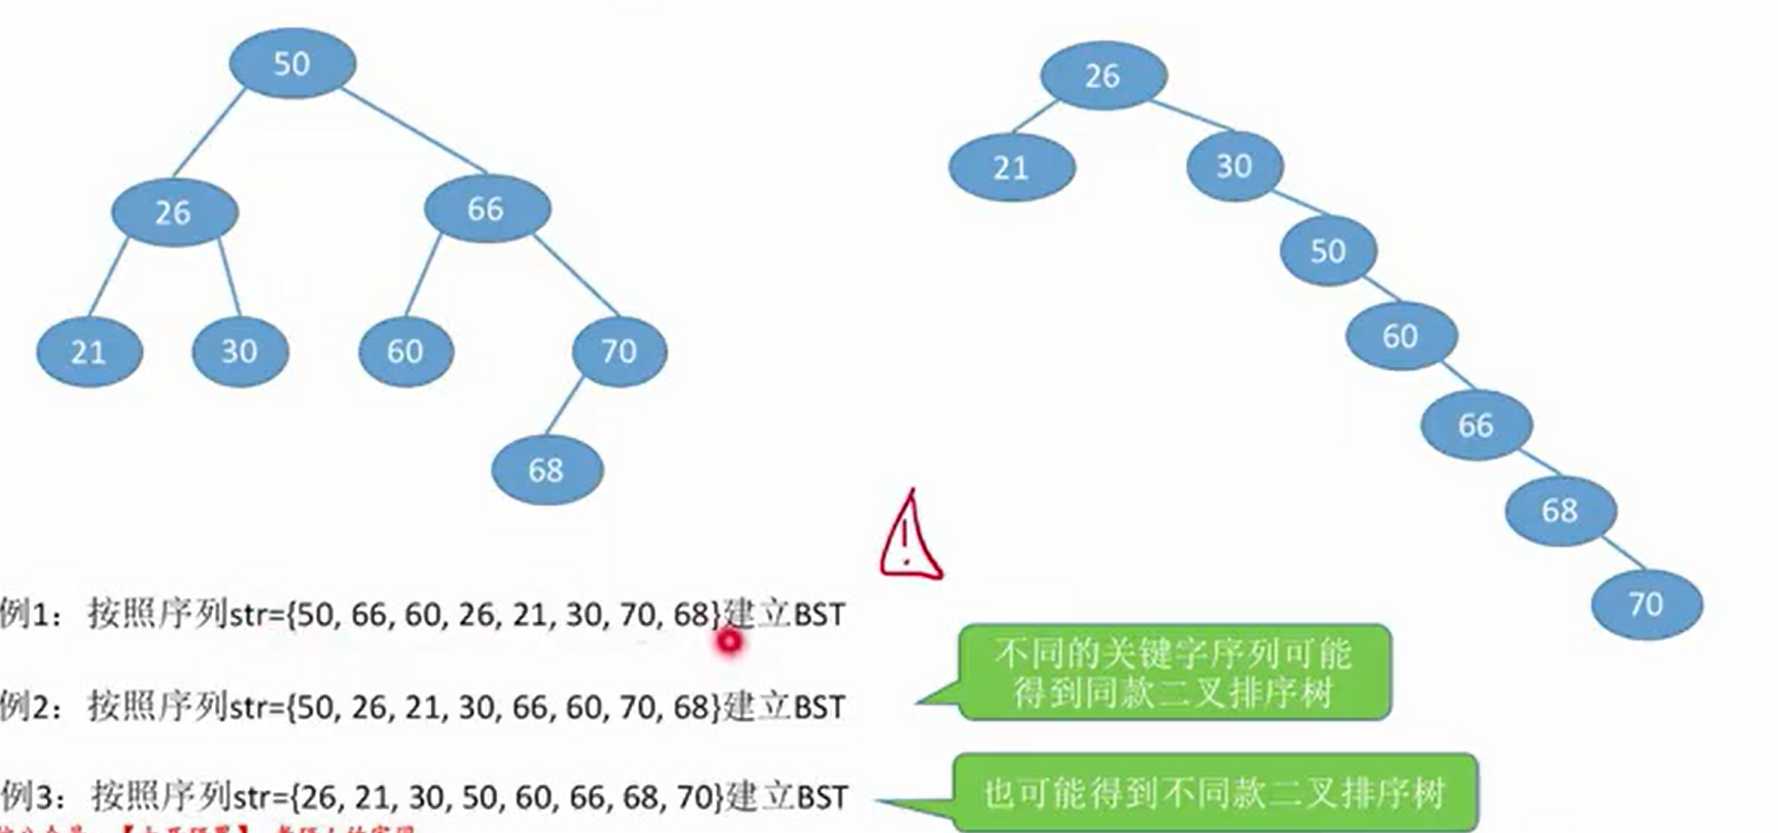 50
26
66
21
30
60
70
68
26
21
30
50
60
66
68
70
!
例1：按照序列str={50, 66, 60, 26, 21, 30, 70, 68}建立BST
不同的关键字序列可能
得到同款二叉排序树
例2：按照序列str={50, 26, 21, 30, 66, 60, 70, 68}建立BST
例3：按照序列str={26, 21, 30, 50, 60, 66, 68, 70}建立BST
也可能得到不同款二叉排序树